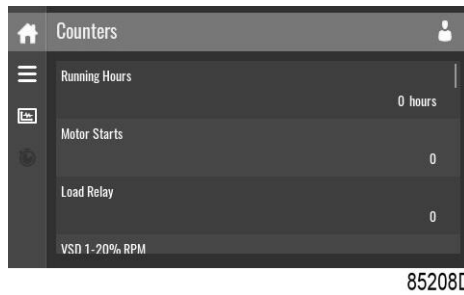 Counters
Running Hours
0 hours
Motor Starts
0
Load Relay
0
VSD 1-20% RPM
85208D